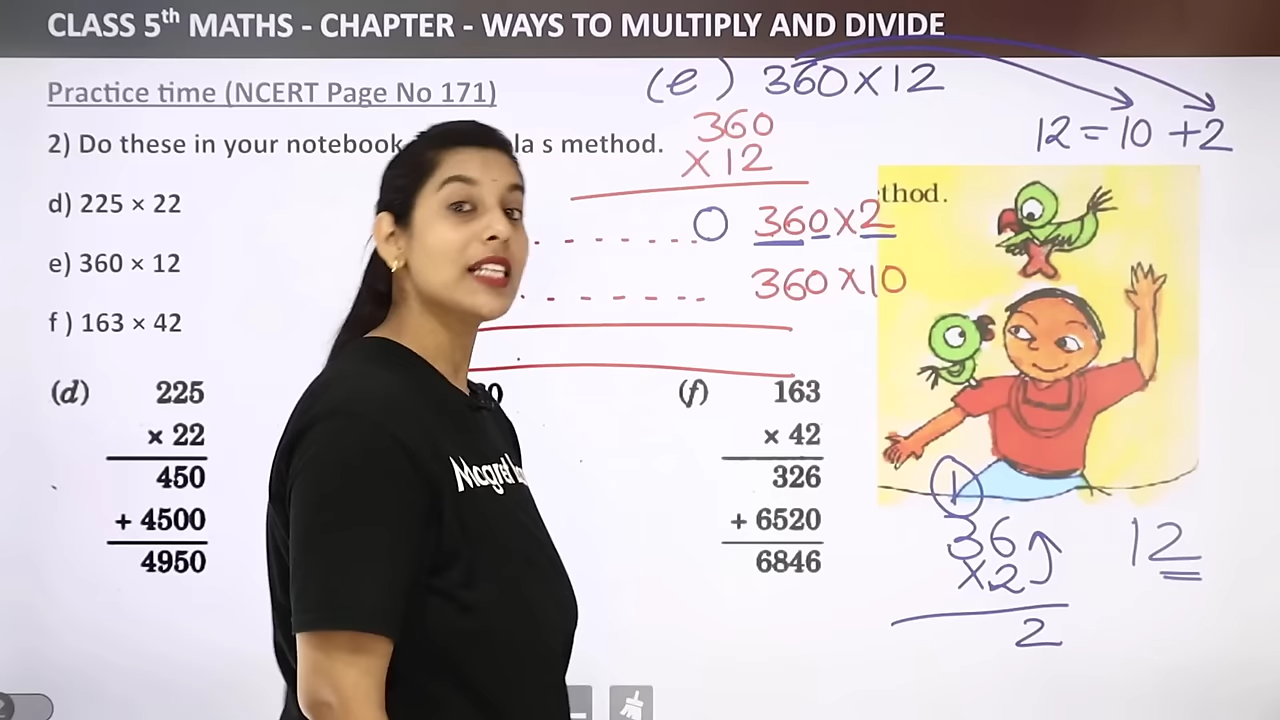 CLASS 5th MATHS - CHAPTER - WAYS TO MULTIPLY AND DIVIDE
Practice time (NCERT Page No 171)
(e) 360×12
12 = 10 + 2
2) Do these in your notebook la s method.
360
×12
thod.
d) 225 × 22
0 360×2
e) 360 × 12
360×10
f ) 163 × 42
(d) 225
× 22
450
+ 4500
4950
0
(f) 163
× 42
326
+ 6520
6846
1
36
×2
2
12